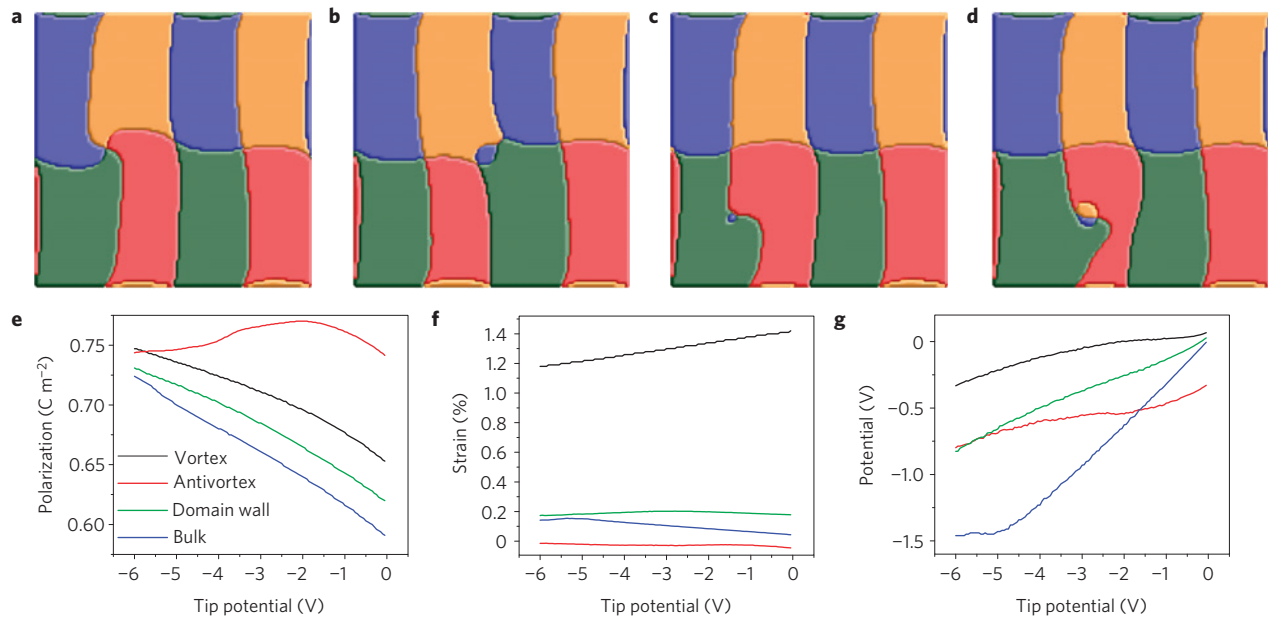 a b c d
e f g
Polarization (C m⁻²)
0.75
0.70
0.65
0.60
Vortex
Antivortex
Domain wall
Bulk
−6 −5 −4 −3 −2 −1 0
Tip potential (V)
Strain (%)
1.4
1.2
1.0
0.8
0.6
0.4
0.2
0
−6 −5 −4 −3 −2 −1 0
Tip potential (V)
Potential (V)
0
−0.5
−1.0
−1.5
−6 −5 −4 −3 −2 −1 0
Tip potential (V)